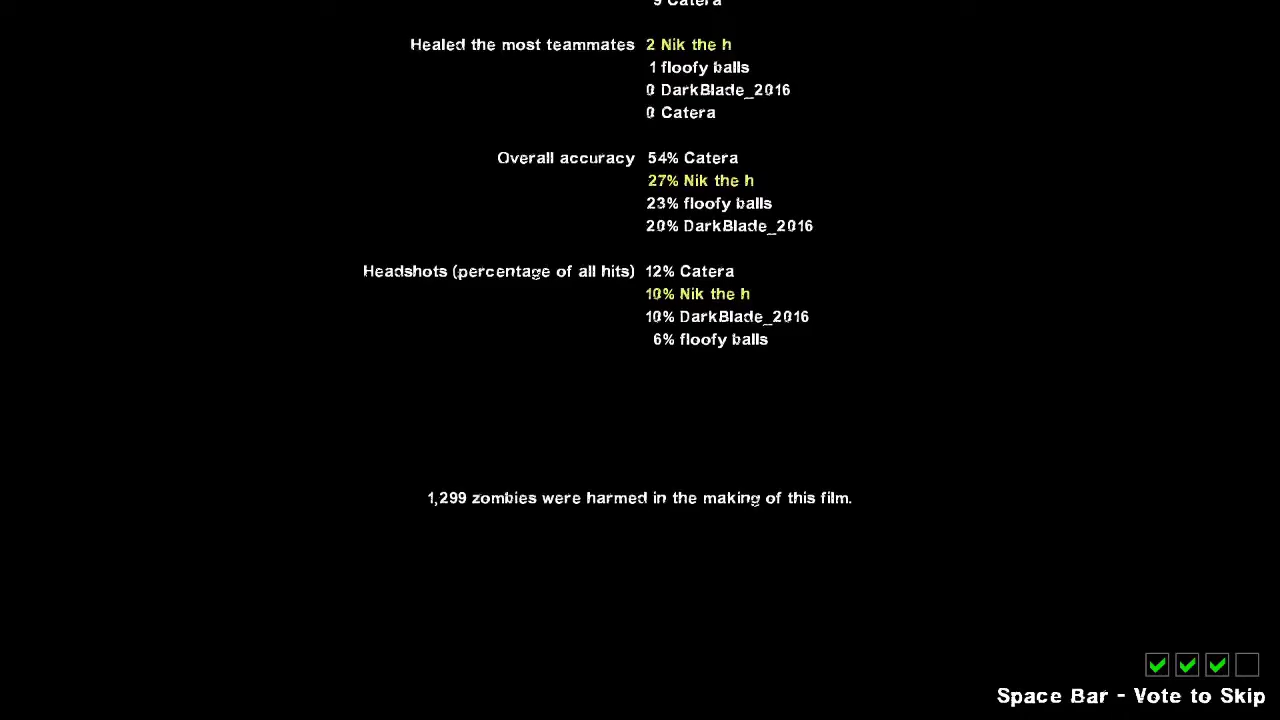 9 Catera
Healed the most teammates 2 Nik the h
1 floofy balls
0 DarkBlade_2016
0 Catera
Overall accuracy 54% Catera
27% Nik the h
23% floofy balls
20% DarkBlade_2016
Headshots (percentage of all hits) 12% Catera
10% Nik the h
10% DarkBlade_2016
6% floofy balls
1,299 zombies were harmed in the making of this film.
Space Bar - Vote to Skip